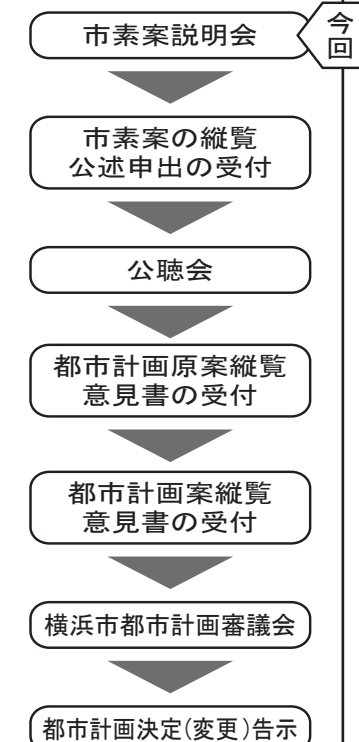 市素案説明会
今回
市素案の縦覧
公述申出の受付
公聴会
都市計画原案縦覧
意見書の受付
都市計画案縦覧
意見書の受付
横浜市都市計画審議会
都市計画決定(変更)告示